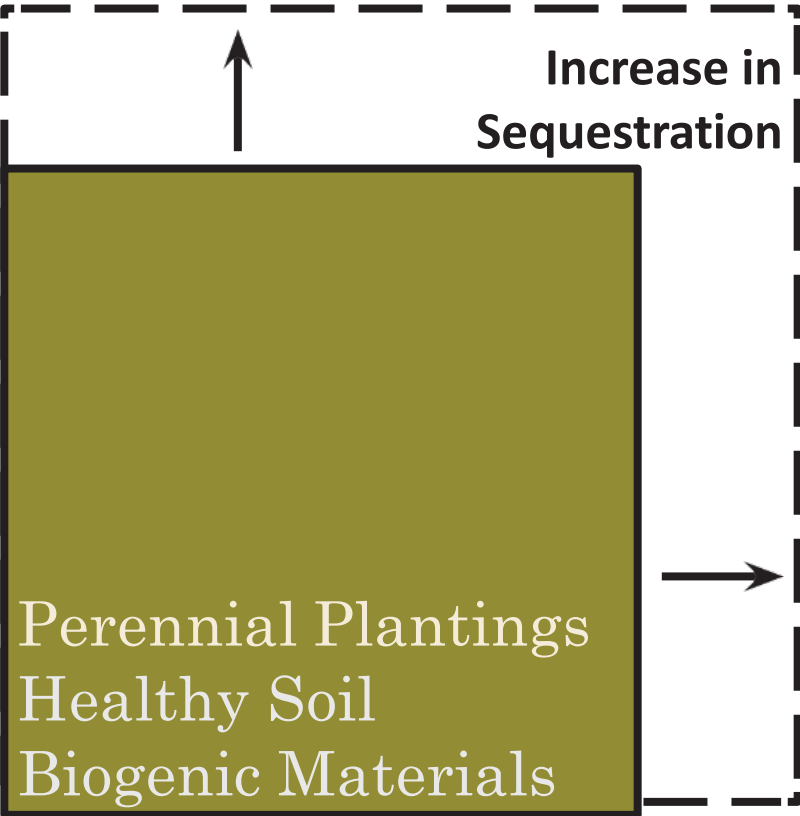 Increase in
Sequestration
Perennial Plantings
Healthy Soil
Biogenic Materials